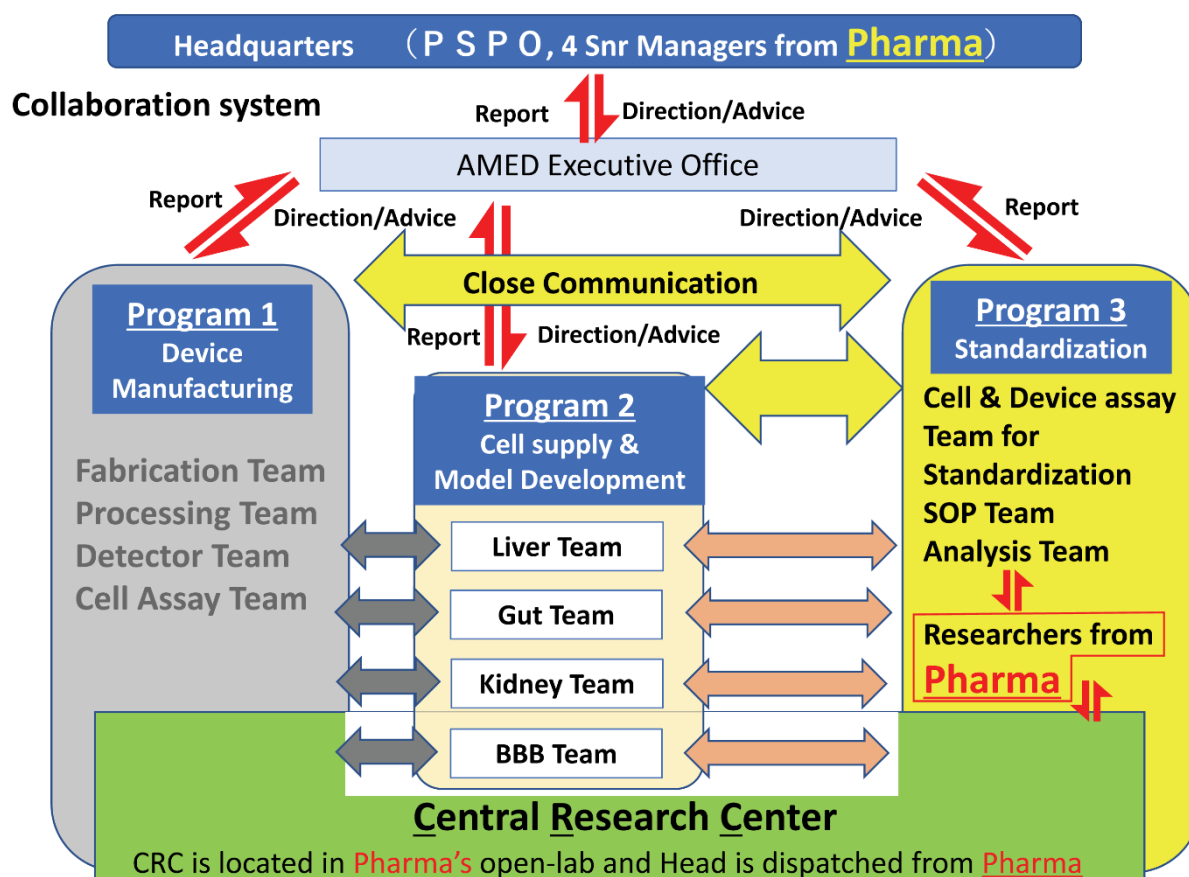 Headquarters （ＰＳＰＯ, 4 Snr Managers from Pharma）
Collaboration system
Report
Direction/Advice
AMED Executive Office
Report
Direction/Advice
Direction/Advice
Report
Close Communication
Report
Direction/Advice
Program 1
Device
Manufacturing
Fabrication Team
Processing Team
Detector Team
Cell Assay Team
Program 2
Cell supply &
Model Development
Liver Team
Gut Team
Kidney Team
BBB Team
Program 3
Standardization
Cell & Device assay
Team for
Standardization
SOP Team
Analysis Team
Researchers from
Pharma
Central Research Center
CRC is located in Pharma's open-lab and Head is dispatched from Pharma